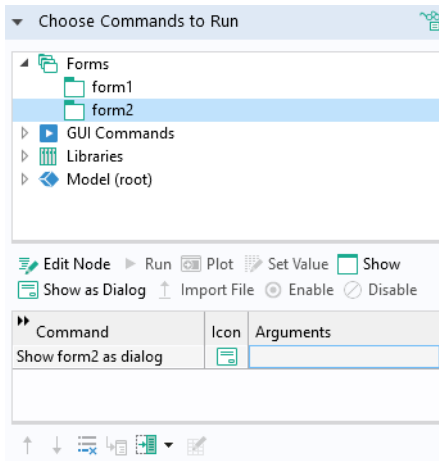 Choose Commands to Run
Forms
form1
form2
GUI Commands
Libraries
Model (root)
Edit Node Run Plot Set Value Show
Show as Dialog Import File Enable Disable
Command Icon Arguments
Show form2 as dialog